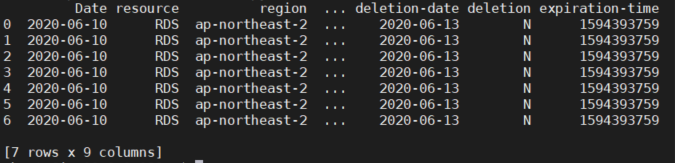 Date resource region ... deletion-date deletion expiration-time
0 2020-06-10 RDS ap-northeast-2 ... 2020-06-13 N 1594393759
1 2020-06-10 RDS ap-northeast-2 ... 2020-06-13 N 1594393759
2 2020-06-10 RDS ap-northeast-2 ... 2020-06-13 N 1594393759
3 2020-06-10 RDS ap-northeast-2 ... 2020-06-13 N 1594393759
4 2020-06-10 RDS ap-northeast-2 ... 2020-06-13 N 1594393759
5 2020-06-10 RDS ap-northeast-2 ... 2020-06-13 N 1594393759
6 2020-06-10 RDS ap-northeast-2 ... 2020-06-13 N 1594393759
[7 rows x 9 columns]